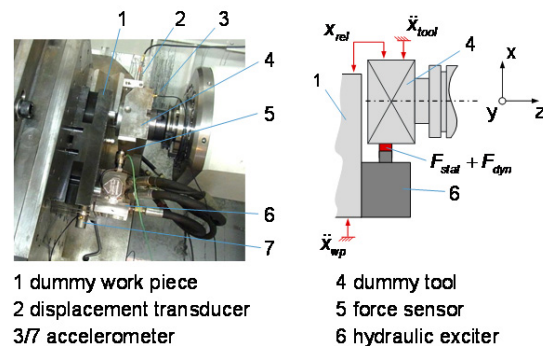 1 2 3
4
5
6
7
x_rel ẍ_tool 4
1
x
y z
F_stat + F_dyn
6
ẍ_wp
1 dummy work piece
2 displacement transducer
3/7 accelerometer
4 dummy tool
5 force sensor
6 hydraulic exciter